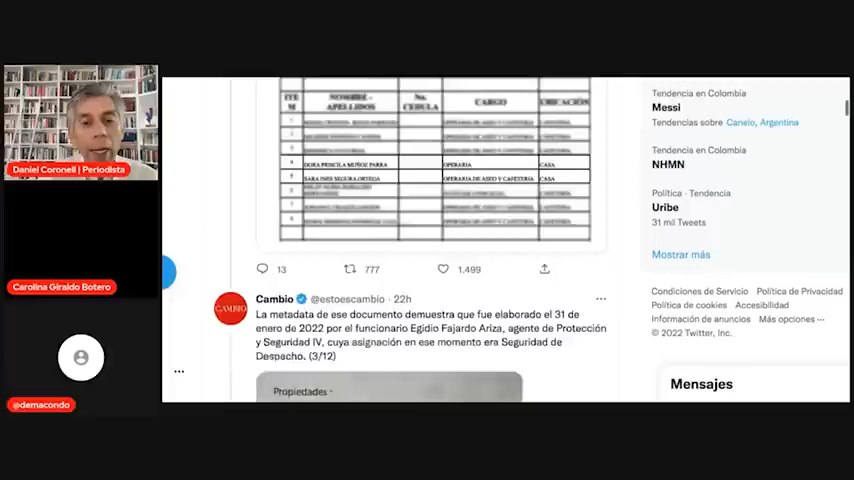 Daniel Coronell | Periodista
Carolina Giraldo Botero
@demacondo
ITE
M
NOMBRE -
APELLIDOS
No.
CEDULA
CARGO
UBICACIÓN
DORA PRISCILA MUÑOZ PARRA OPERARIA CASA
SARA INES SEGURA ORTEGA OPERARIA DE ASEO Y CAFETERIA CASA
13 777 1.499
CAMBIO
Cambio @estoescambio · 22h
La metadata de ese documento demuestra que fue elaborado el 31 de
enero de 2022 por el funcionario Egidio Fajardo Ariza, agente de Protección
y Seguridad IV, cuya asignación en ese momento era Seguridad de
Despacho. (3/12)
Propiedades
Tendencia en Colombia
Messi
Tendencias sobre Canelo, Argentina
Tendencia en Colombia
NHMN
Política · Tendencia
Uribe
31 mil Tweets
Mostrar más
Condiciones de Servicio Política de Privacidad
Política de cookies Accesibilidad
Información de anuncios Más opciones ···
© 2022 Twitter, Inc.
Mensajes